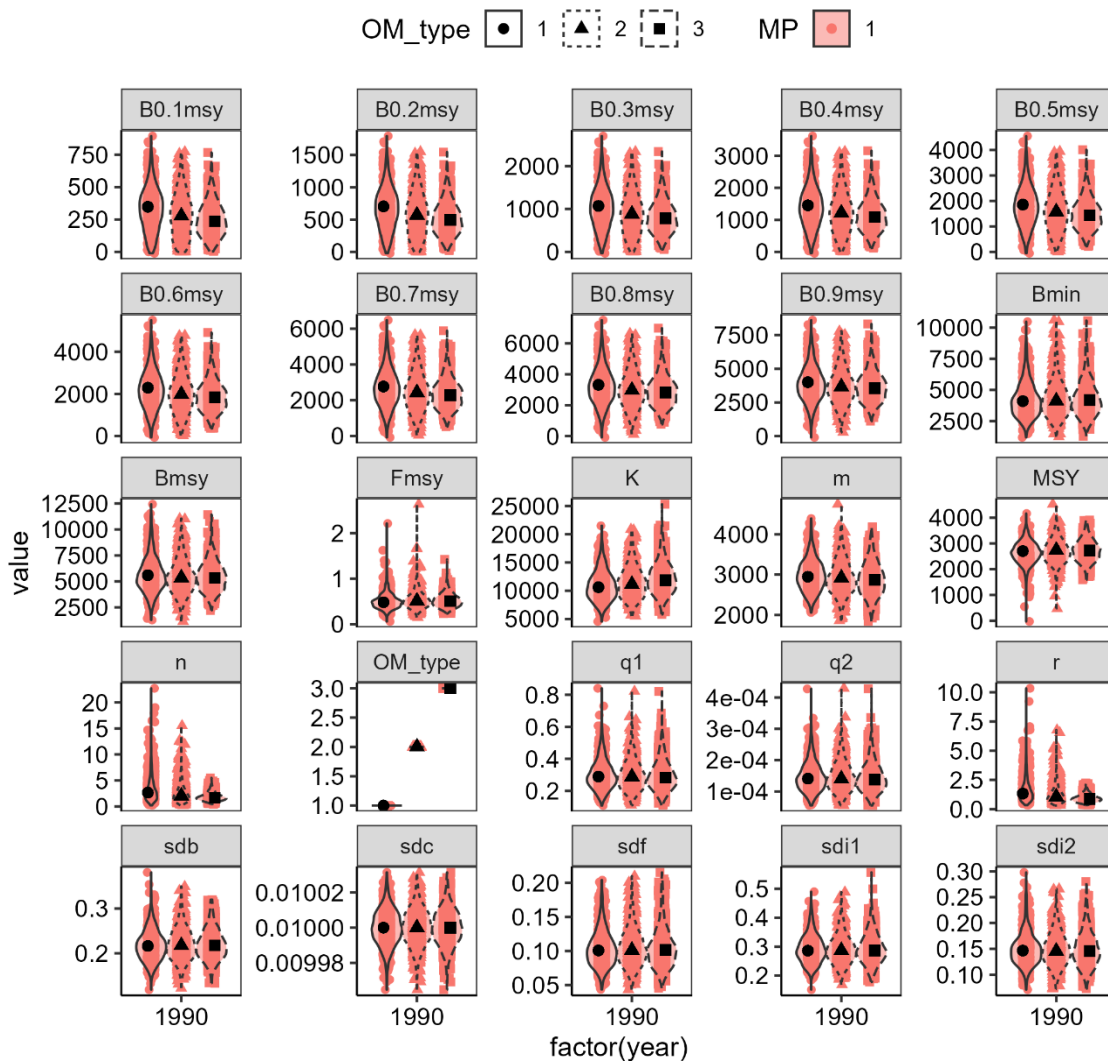 OM_type 1 2 3 MP 1
B0.1msy B0.2msy B0.3msy B0.4msy B0.5msy
750 500 250 0
1500 1000 500 0
2000 1000 0
3000 2000 1000 0
4000 3000 2000 1000 0
B0.6msy B0.7msy B0.8msy B0.9msy Bmin
4000 2000 0
6000 4000 2000 0
6000 4000 2000 0
7500 5000 2500 0
10000 7500 5000 2500
Bmsy Fmsy K m MSY
12500 10000 7500 5000 2500
2 1 0
25000 20000 15000 10000 5000
4000 3000 2000
4000 3000 2000 1000 0
n OM_type q1 q2 r
20 15 10 5 0
3.0 2.5 2.0 1.5 1.0
0.8 0.6 0.4 0.2
4e-04 3e-04 2e-04 1e-04
10.0 7.5 5.0 2.5 0.0
sdb sdc sdf sdi1 sdi2
0.3 0.2
0.01002 0.01000 0.00998
0.20 0.15 0.10 0.05
0.5 0.4 0.3 0.2
0.30 0.25 0.20 0.15 0.10
1990 1990 1990 1990 1990
value
factor(year)